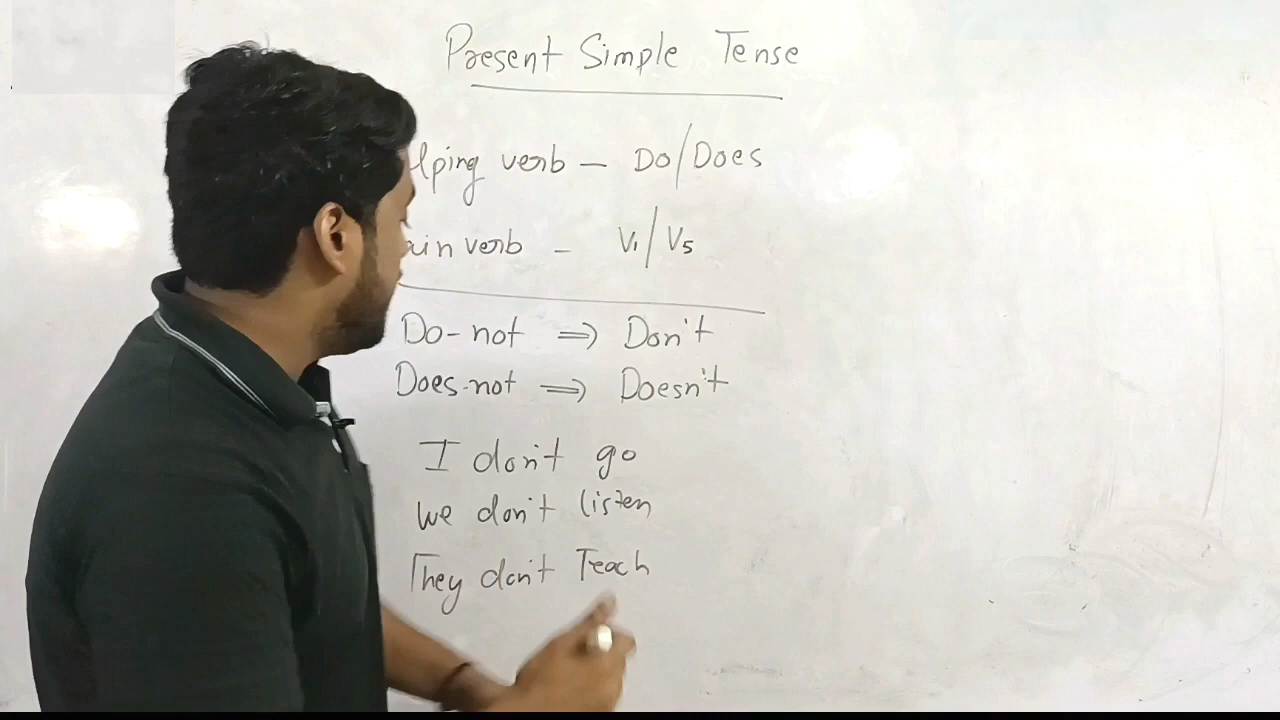 Present Simple Tense
lping verb - Do/Does
ain verb - V1/V5
Do-not ⇒ Don't
Does-not ⇒ Doesn't
I don't go
we don't listen
They don't Teach